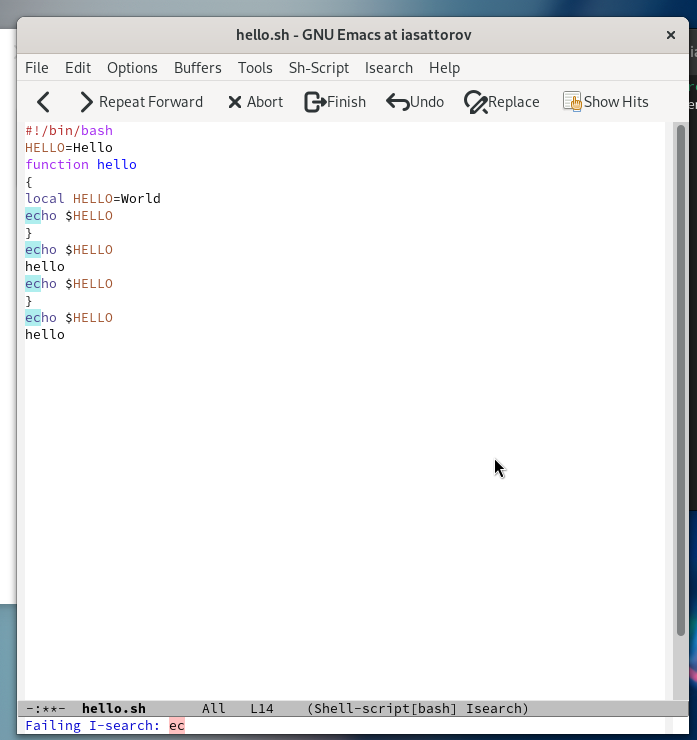 hello.sh - GNU Emacs at iasattorov
File Edit Options Buffers Tools Sh-Script Isearch Help
Repeat Forward Abort Finish Undo Replace Show Hits
#!/bin/bash
HELLO=Hello
function hello
{
local HELLO=World
echo $HELLO
}
echo $HELLO
hello
echo $HELLO
}
echo $HELLO
hello
-:**- hello.sh All L14 (Shell-script[bash] Isearch)
Failing I-search: ec